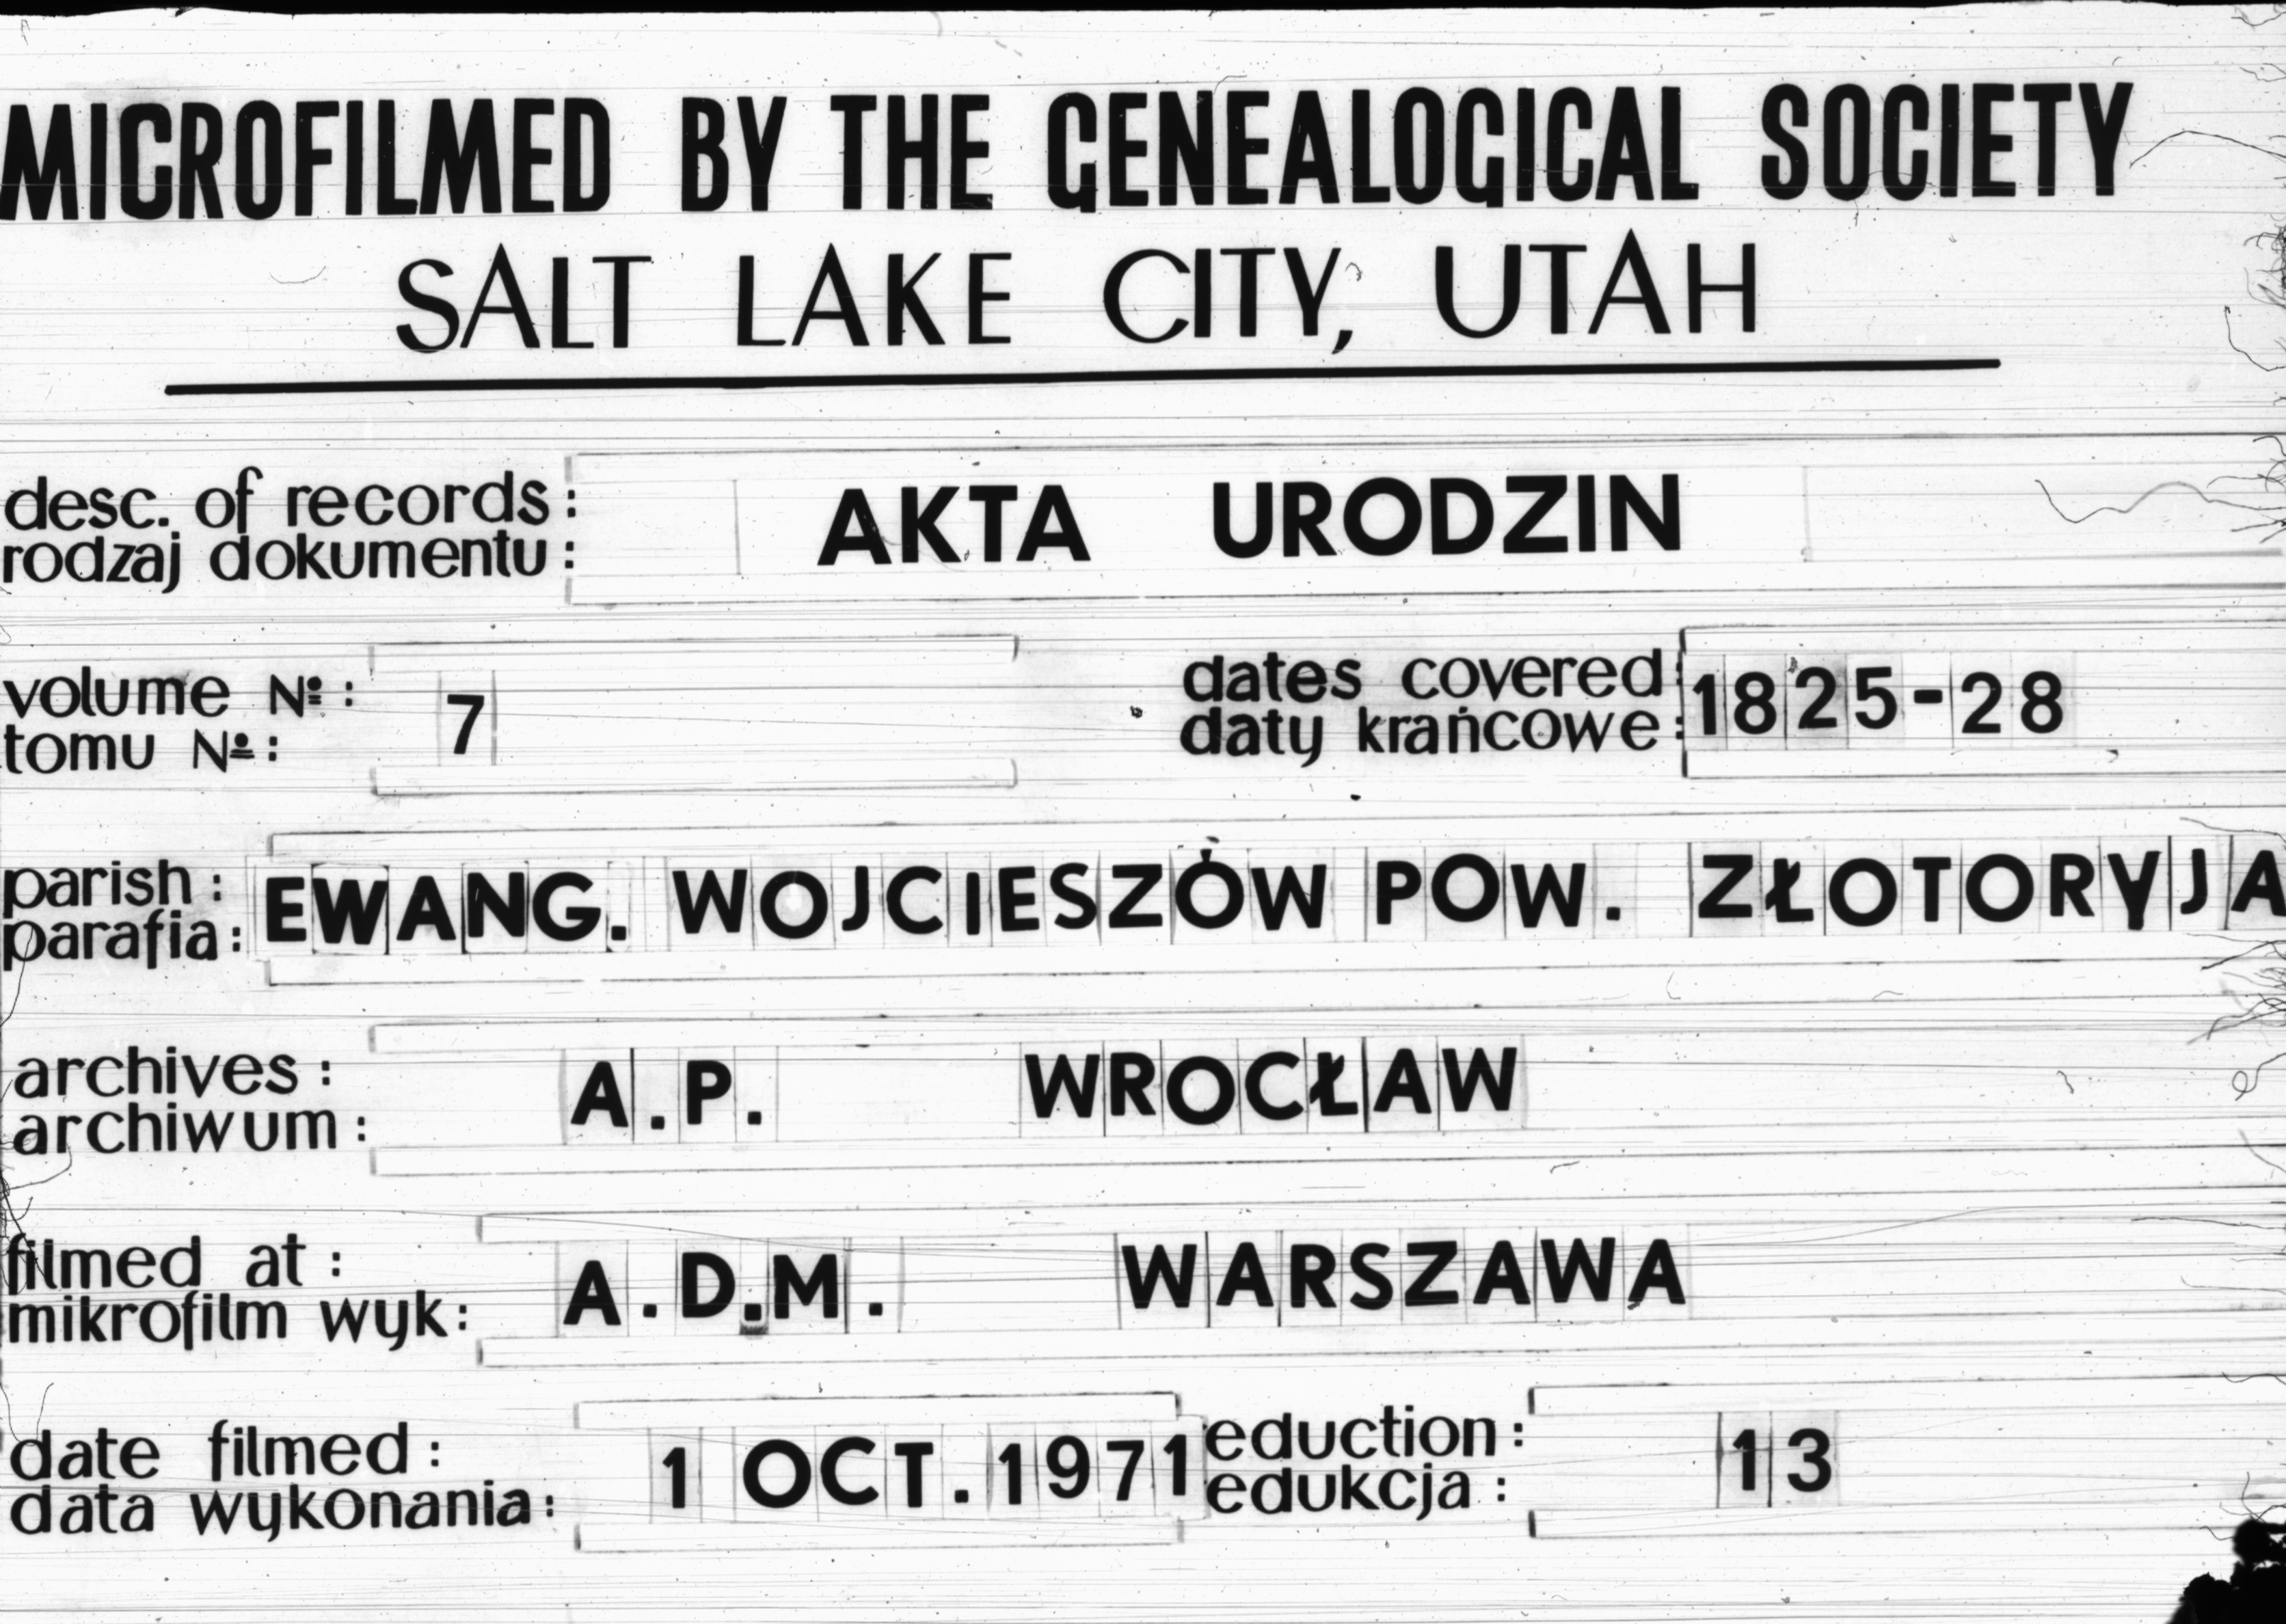 MICROFILMED BY THE GENEALOGICAL SOCIETY
SALT LAKE CITY, UTAH
desc. of records:
rodzaj dokumentu:
AKTA URODZIN
volume Nº:
tomu Nº:
7
dates covered:
daty krańcowe:
1825-28
parish:
parafia:
EWANG. WOJCIESZÓW POW. ZŁOTORYJA
archives:
archiwum:
A.P. WROCŁAW
filmed at:
mikrofilm wyk:
A.D.M. WARSZAWA
date filmed:
data wykonania:
1 OCT. 1971
eduction:
edukcja:
13